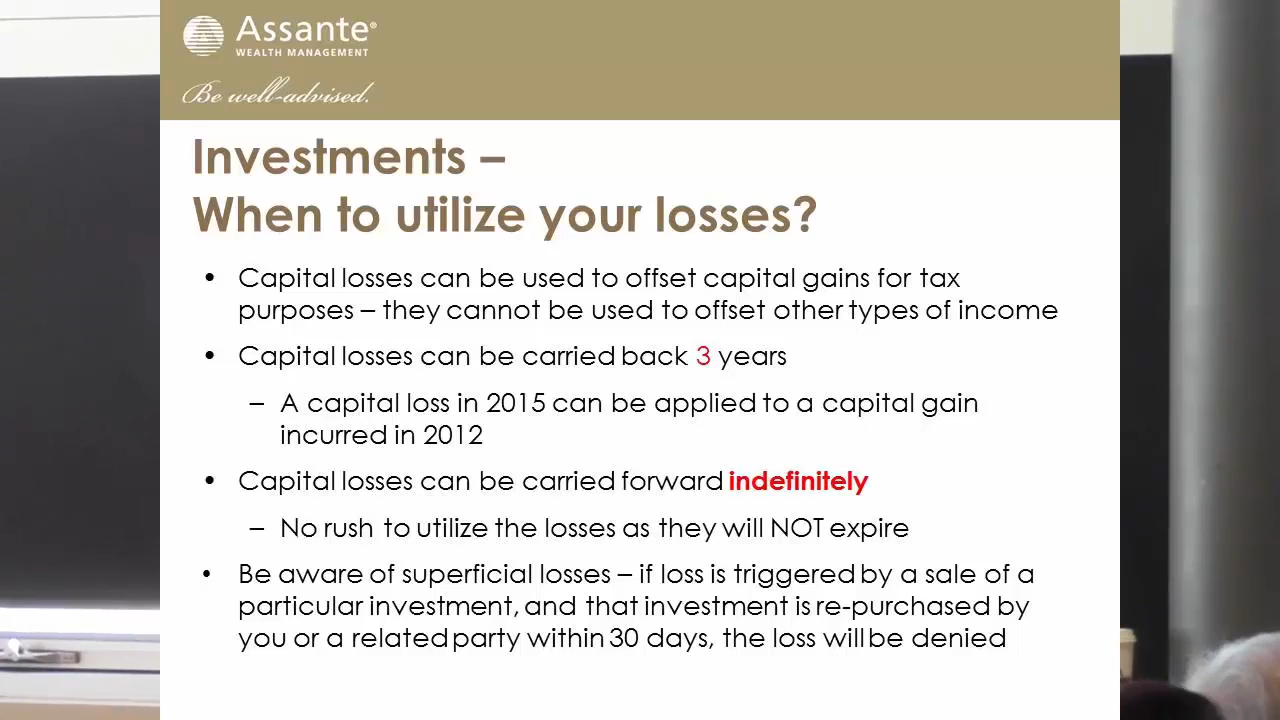 Assante®
WEALTH MANAGEMENT
Be well-advised.
Investments –
When to utilize your losses?
• Capital losses can be used to offset capital gains for tax
purposes – they cannot be used to offset other types of income
• Capital losses can be carried back 3 years
– A capital loss in 2015 can be applied to a capital gain
incurred in 2012
• Capital losses can be carried forward indefinitely
– No rush to utilize the losses as they will NOT expire
• Be aware of superficial losses – if loss is triggered by a sale of a
particular investment, and that investment is re-purchased by
you or a related party within 30 days, the loss will be denied